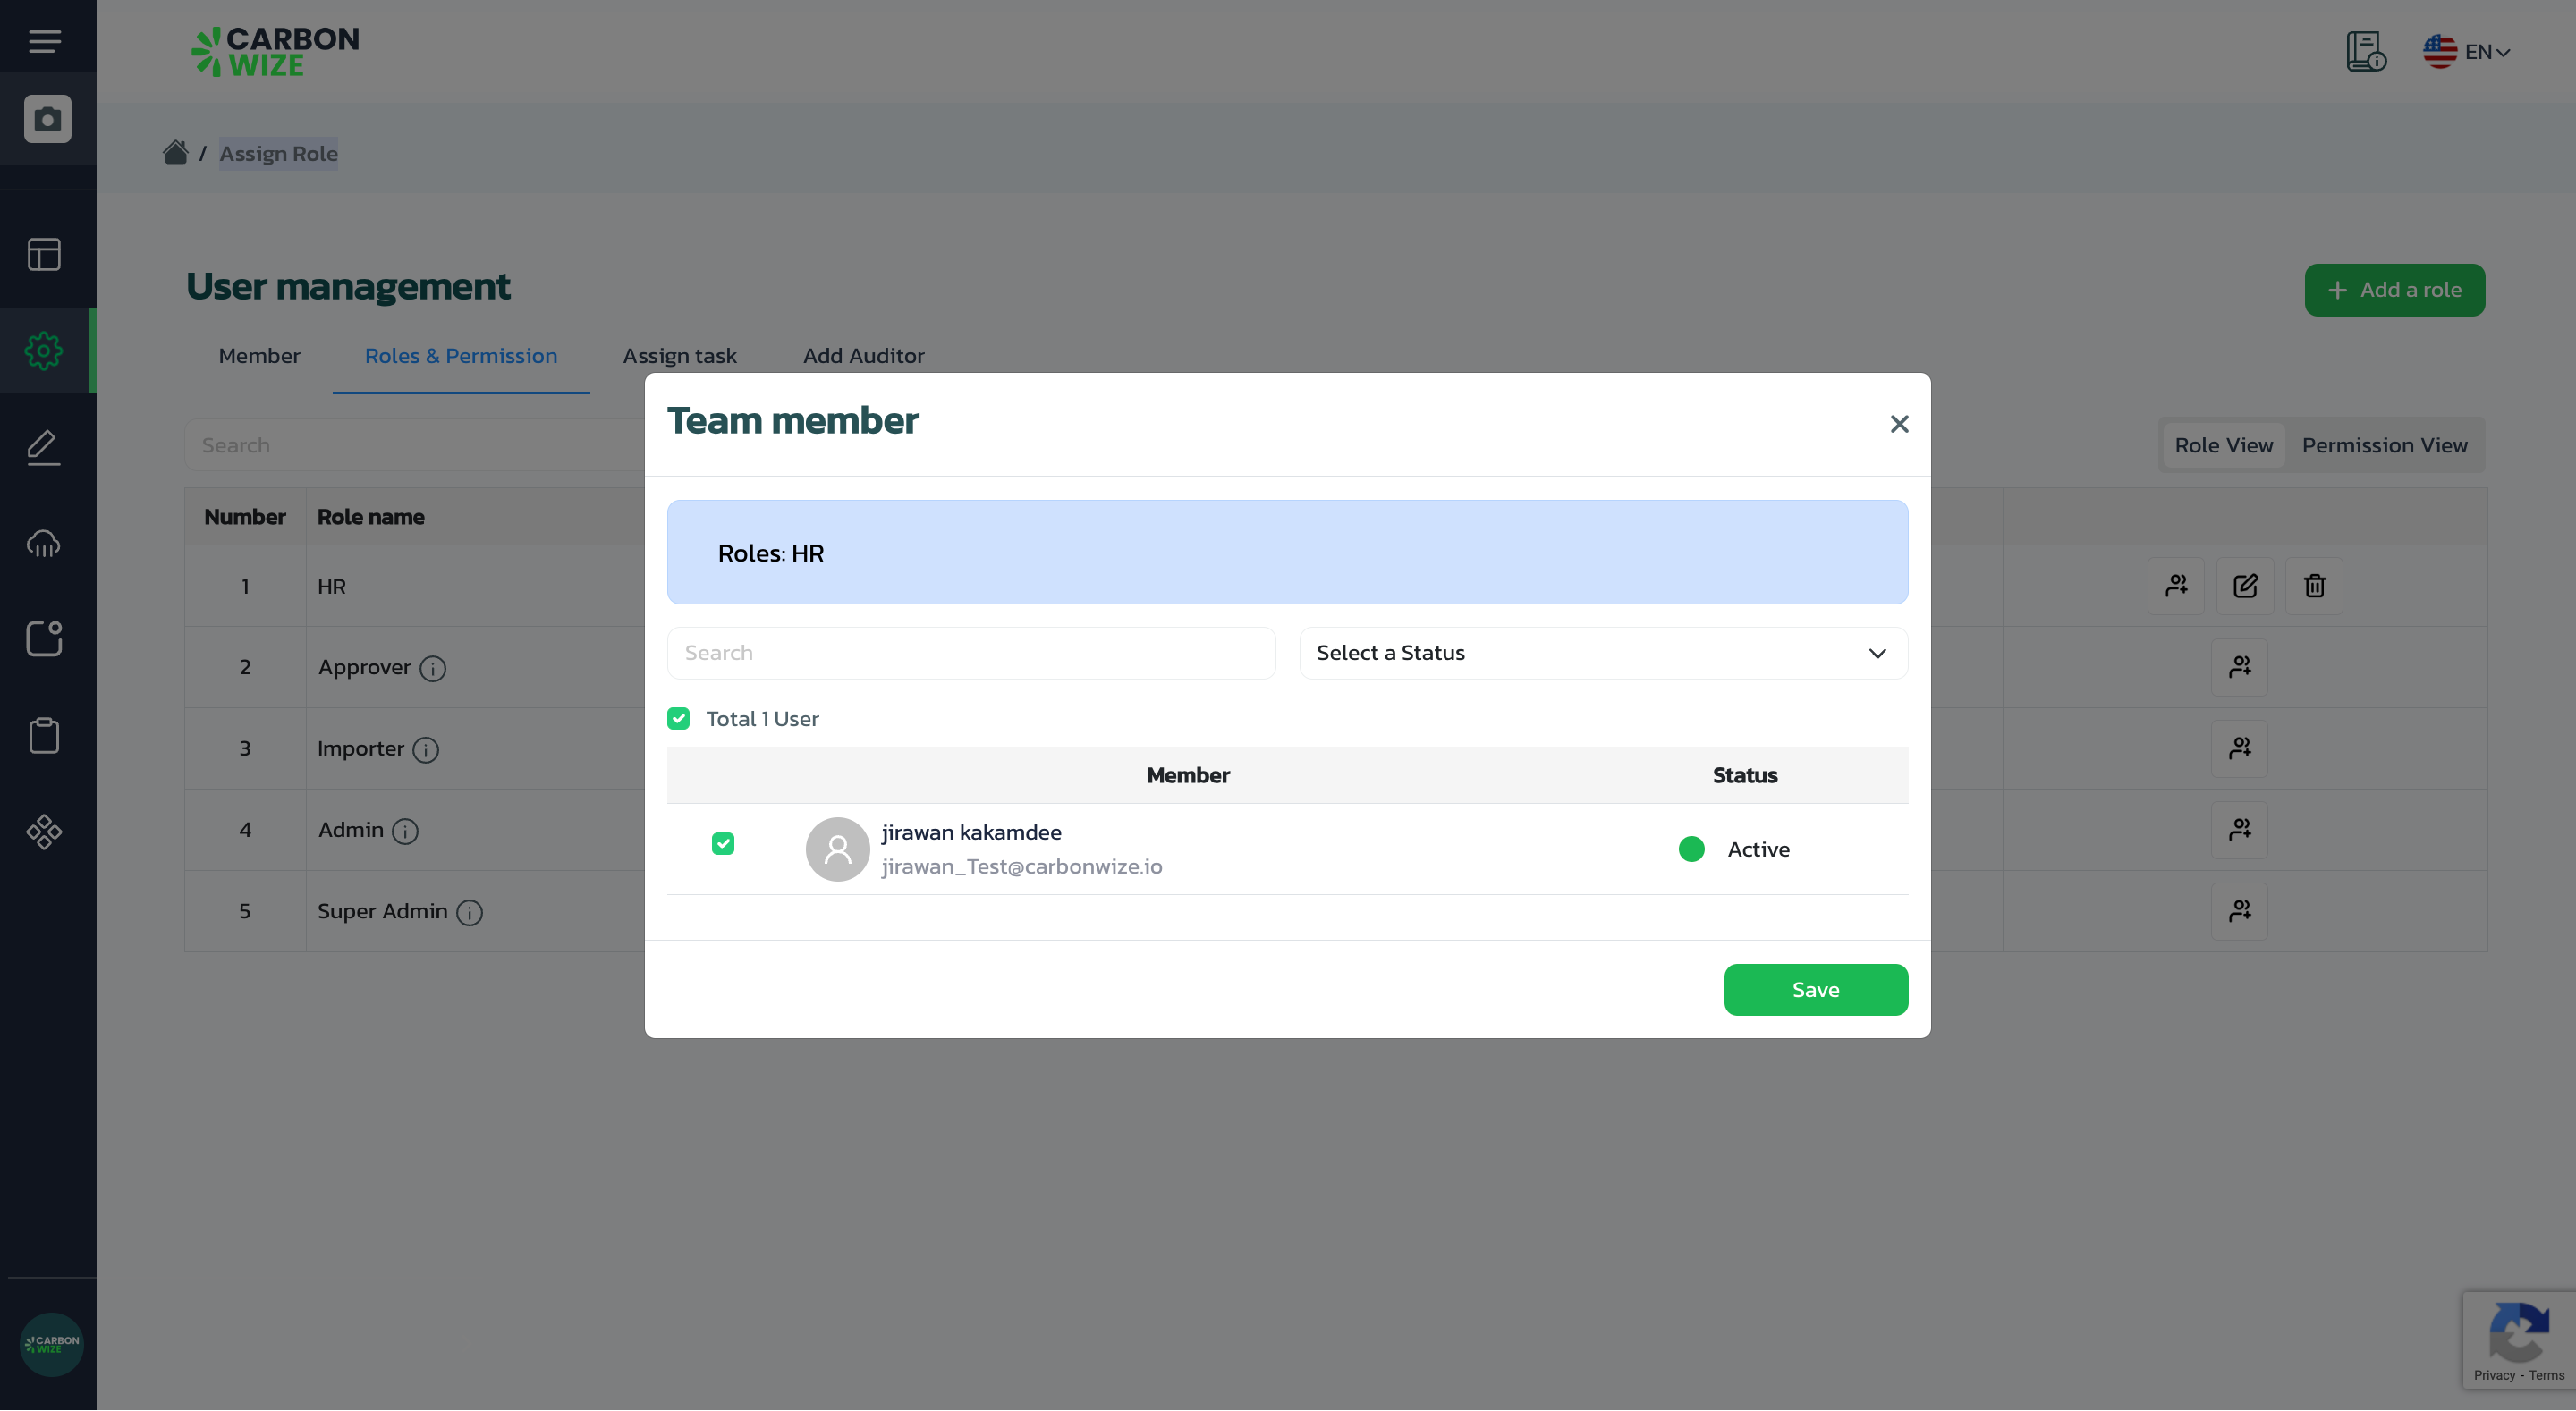 CARBON
WIZE
EN
/ Assign Role
User management
+ Add a role
Member Roles & Permission Assign task Add Auditor
Search
Role View Permission View
Number Role name
1 HR
2 Approver
3 Importer
4 Admin
5 Super Admin
Team member
Roles: HR
Search
Select a Status
Total 1 User
Member Status
jirawan kakamdee
jirawan_Test@carbonwize.io
Active
Save
CARBON
WIZE
Privacy - Terms